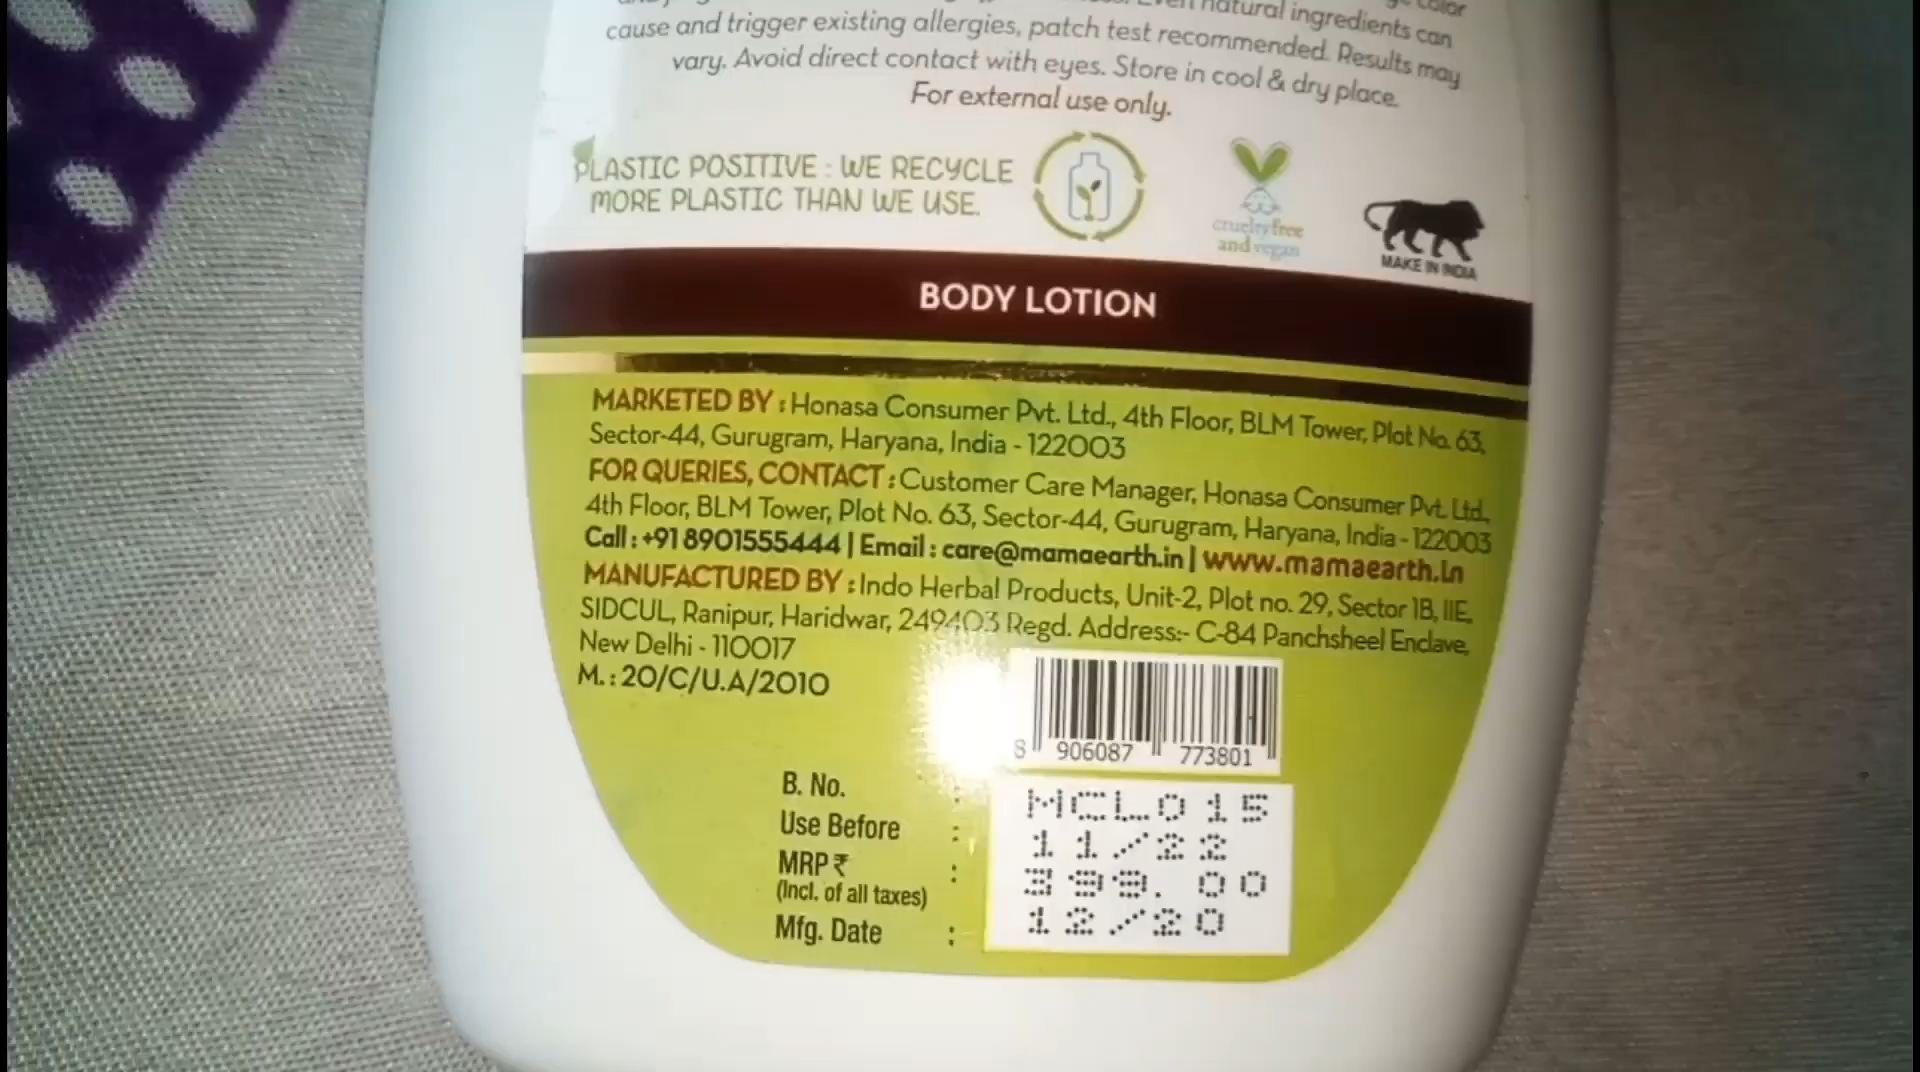 color
Even natural ingredients can
cause and trigger existing allergies, patch test recommended. Results may
vary. Avoid direct contact with eyes. Store in cool & dry place.
For external use only.
PLASTIC POSITIVE : WE RECYCLE
MORE PLASTIC THAN WE USE.
crueltyfree
and vegan
MAKE IN INDIA
BODY LOTION
MARKETED BY : Honasa Consumer Pvt. Ltd., 4th Floor, BLM Tower, Plot No. 63,
Sector-44, Gurugram, Haryana, India - 122003
FOR QUERIES, CONTACT : Customer Care Manager, Honasa Consumer Pvt. Ltd.,
4th Floor, BLM Tower, Plot No. 63, Sector-44, Gurugram, Haryana, India - 122003
Call : +91 8901555444 | Email : care@mamaearth.in | www.mamaearth.in
MANUFACTURED BY : Indo Herbal Products, Unit-2, Plot no. 29, Sector 1B, IIE,
SIDCUL, Ranipur, Haridwar, 249403 Regd. Address:- C-84 Panchsheel Enclave,
New Delhi - 110017
M. : 20/C/U.A/2010
8 906087 773801
B. No. : MCL015
Use Before : 11/22
MRP ₹ : 399.00
(Incl. of all taxes)
Mfg. Date : 12/20